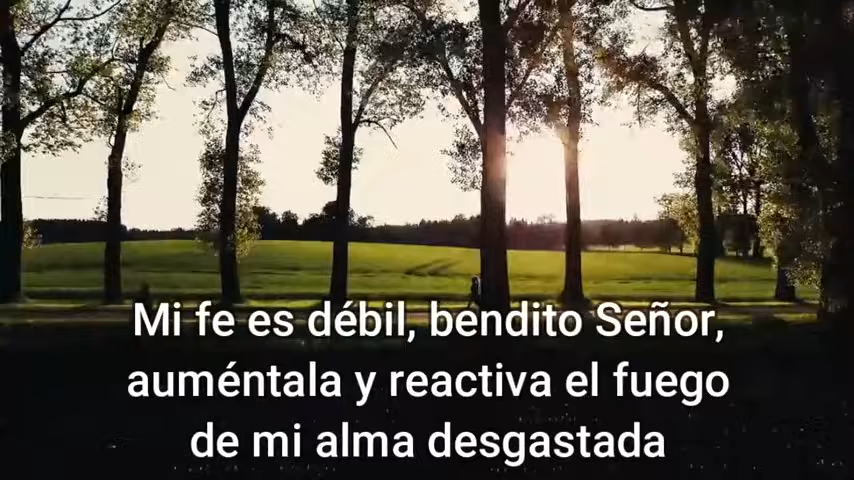 Mi fe es débil, bendito Señor,
auméntala y reactiva el fuego
de mi alma desgastada